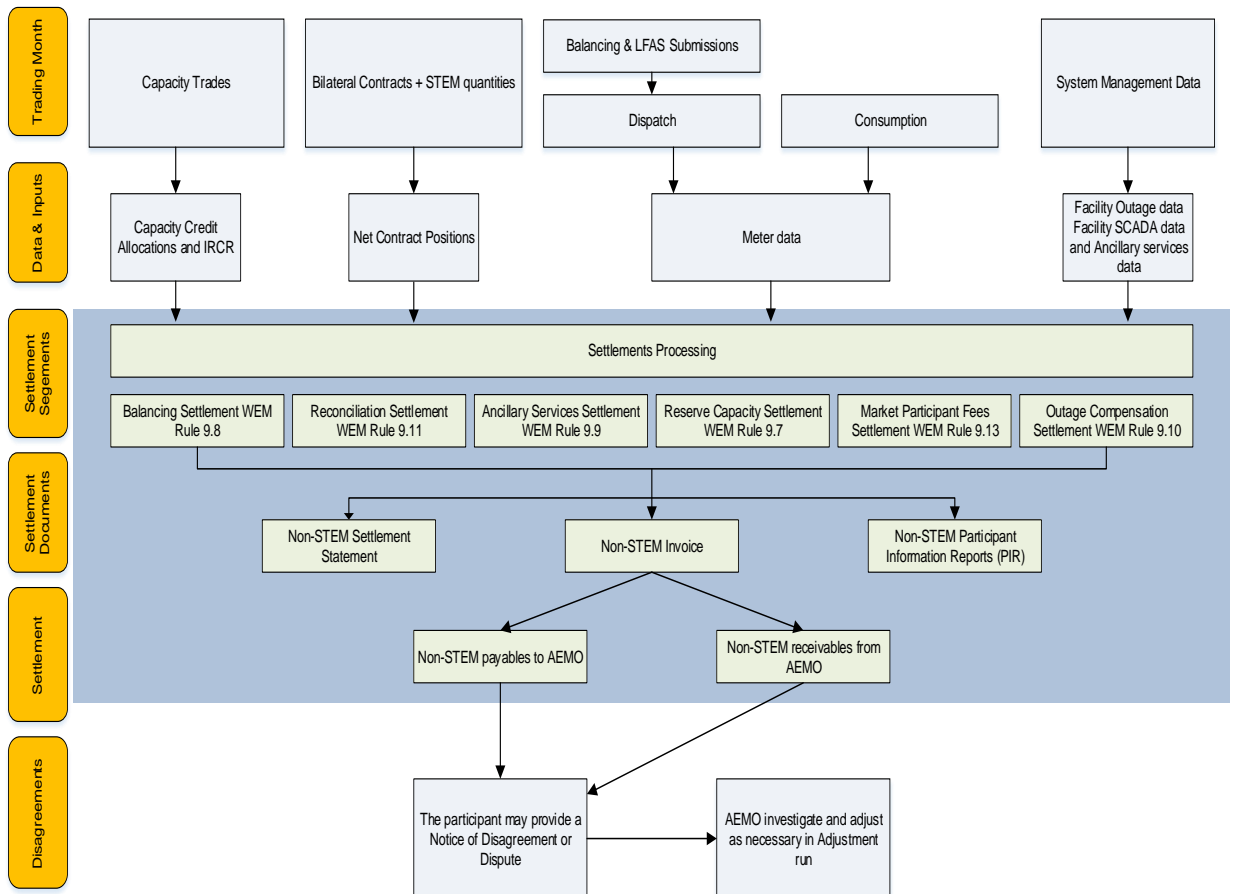 Trading Month
Capacity Trades
Bilateral Contracts + STEM quantities
Balancing & LFAS Submissions
Dispatch
Consumption
System Management Data
Data & Inputs
Capacity Credit
Allocations and IRCR
Net Contract Positions
Meter data
Facility Outage data
Facility SCADA data
and Ancillary services
data
Settlement
Segements
Settlements Processing
Balancing Settlement WEM
Rule 9.8
Reconciliation Settlement
WEM Rule 9.11
Ancillary Services Settlement
WEM Rule 9.9
Reserve Capacity Settlement
WEM Rule 9.7
Market Participant Fees
Settlement WEM Rule 9.13
Outage Compensation
Settlement WEM Rule 9.10
Settlement
Documents
Non-STEM Settlement
Statement
Non-STEM Invoice
Non-STEM Participant
Information Reports (PIR)
Settlement
Non-STEM payables to AEMO
Non-STEM receivables from
AEMO
Disagreements
The participant may provide a
Notice of Disagreement or
Dispute
AEMO investigate and adjust
as necessary in Adjustment
run